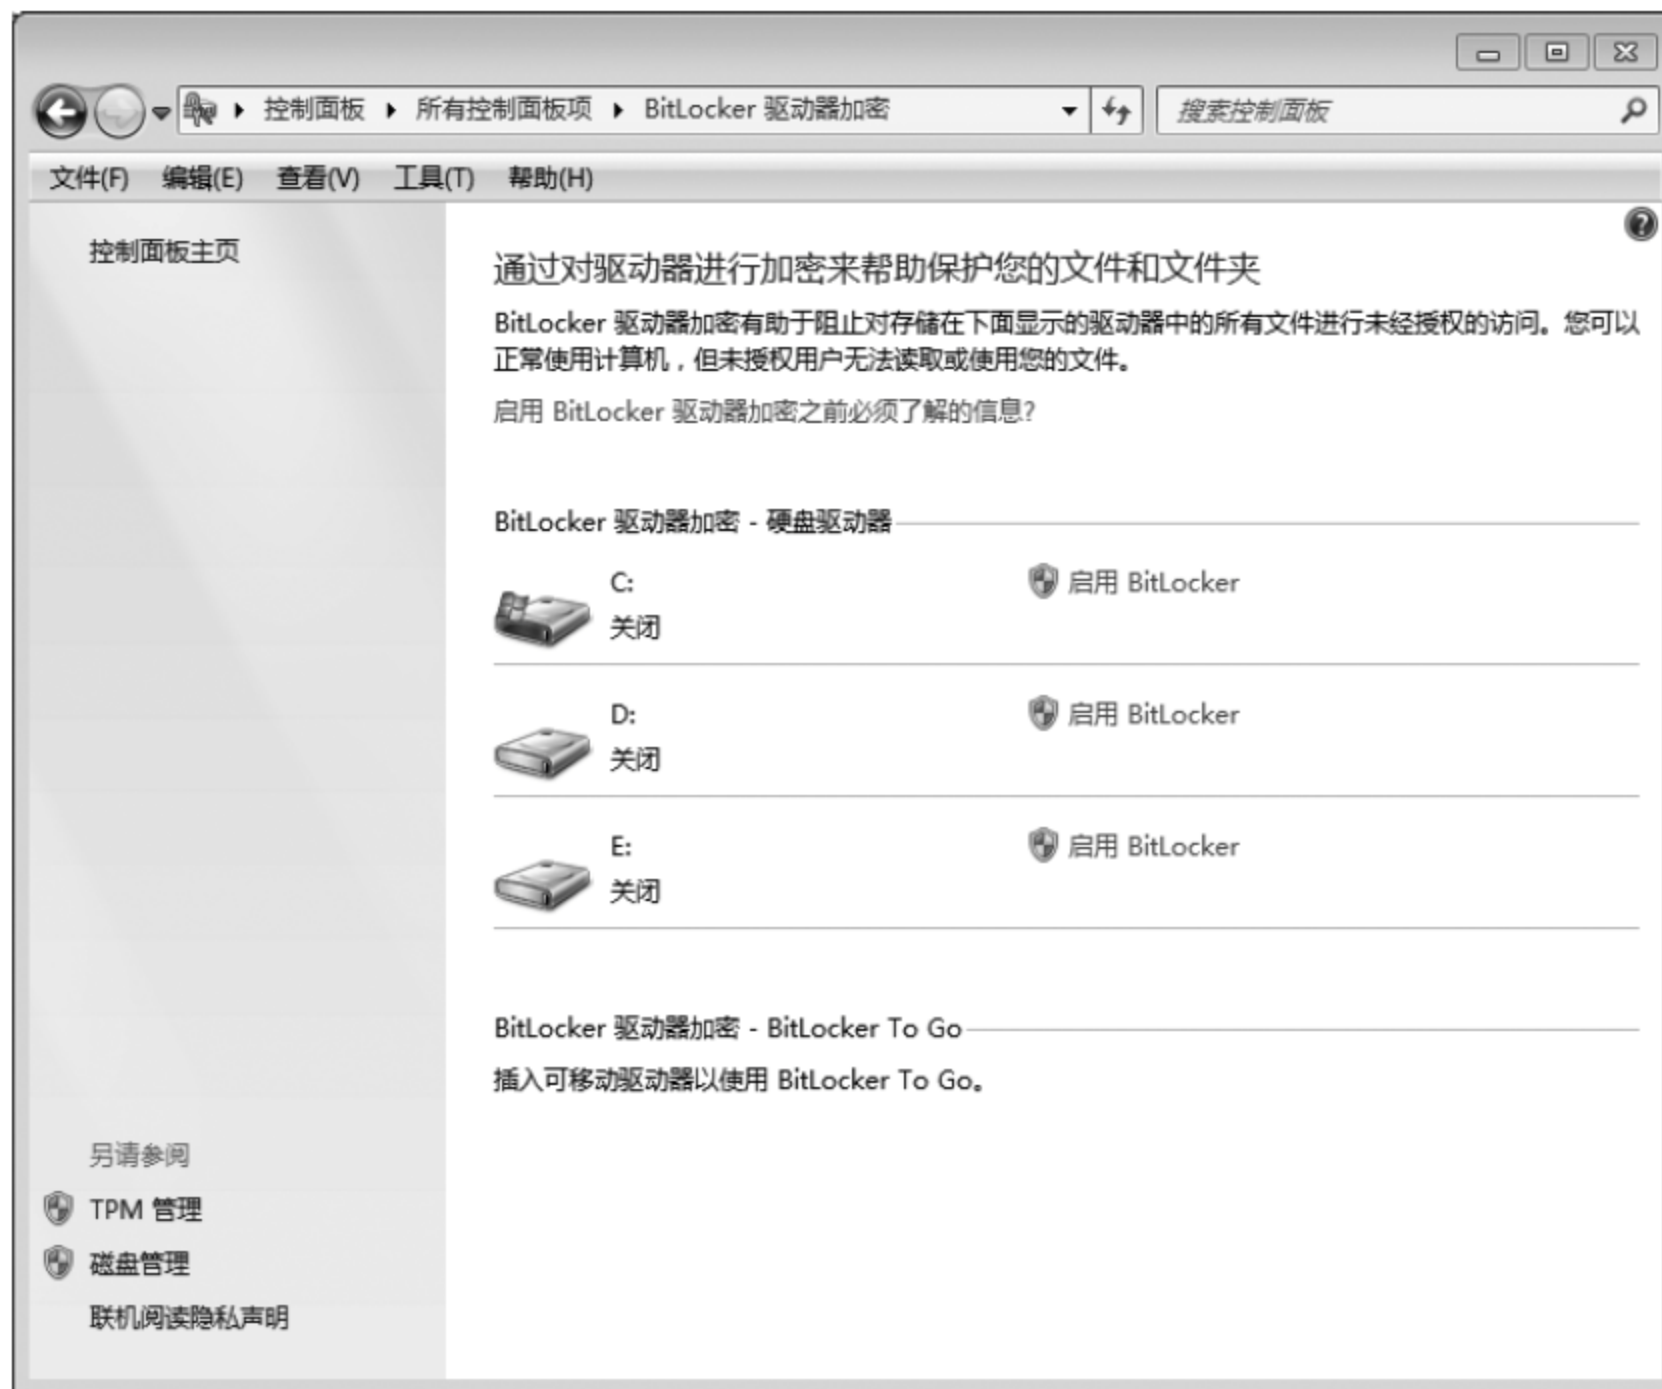 控制面板 ▸ 所有控制面板项 ▸ BitLocker 驱动器加密
搜索控制面板
文件(F) 编辑(E) 查看(V) 工具(T) 帮助(H)
控制面板主页
通过对驱动器进行加密来帮助保护您的文件和文件夹
BitLocker 驱动器加密有助于阻止对存储在下面显示的驱动器中的所有文件进行未经授权的访问。您可以
正常使用计算机，但未授权用户无法读取或使用您的文件。
启用 BitLocker 驱动器加密之前必须了解的信息?
BitLocker 驱动器加密 - 硬盘驱动器
C: 启用 BitLocker
关闭
D: 启用 BitLocker
关闭
E: 启用 BitLocker
关闭
BitLocker 驱动器加密 - BitLocker To Go
插入可移动驱动器以使用 BitLocker To Go。
另请参阅
TPM 管理
磁盘管理
联机阅读隐私声明